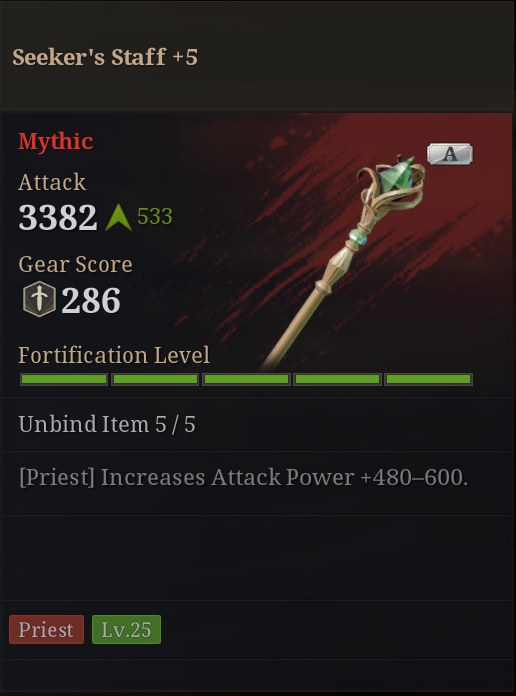 Seeker's Staff +5
Mythic
A
Attack
3382 533
Gear Score
286
Fortification Level
Unbind Item 5 / 5
[Priest] Increases Attack Power +480–600.
Priest Lv.25